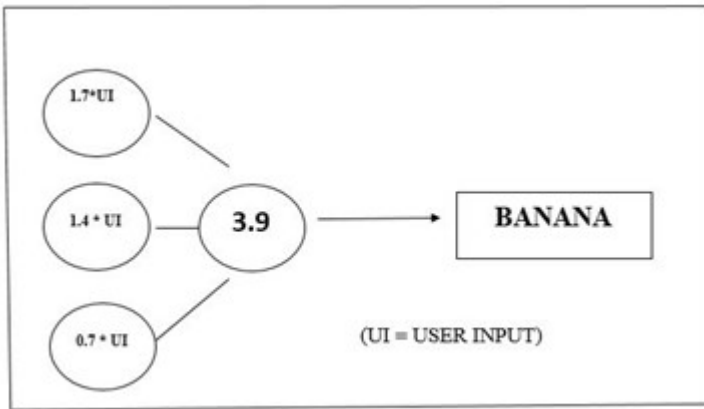 1.7*UI
1.4 * UI
3.9
BANANA
0.7 * UI
(UI = USER INPUT)